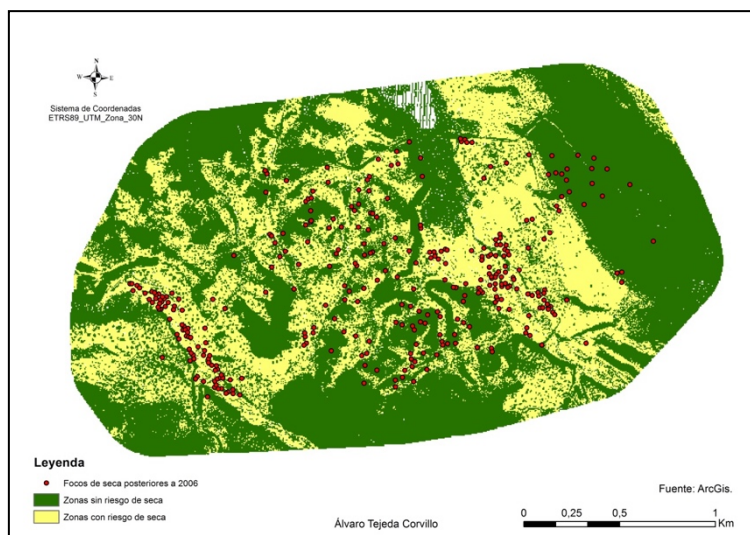 N
W E
S
Sistema de Coordenadas
ETRS89_UTM_Zona_30N
Leyenda
Focos de seca posteriores a 2006
Zonas sin riesgo de seca
Zonas con riesgo de seca
Álvaro Tejeda Corvillo
Fuente: ArcGis.
0 0,25 0,5 1
Km